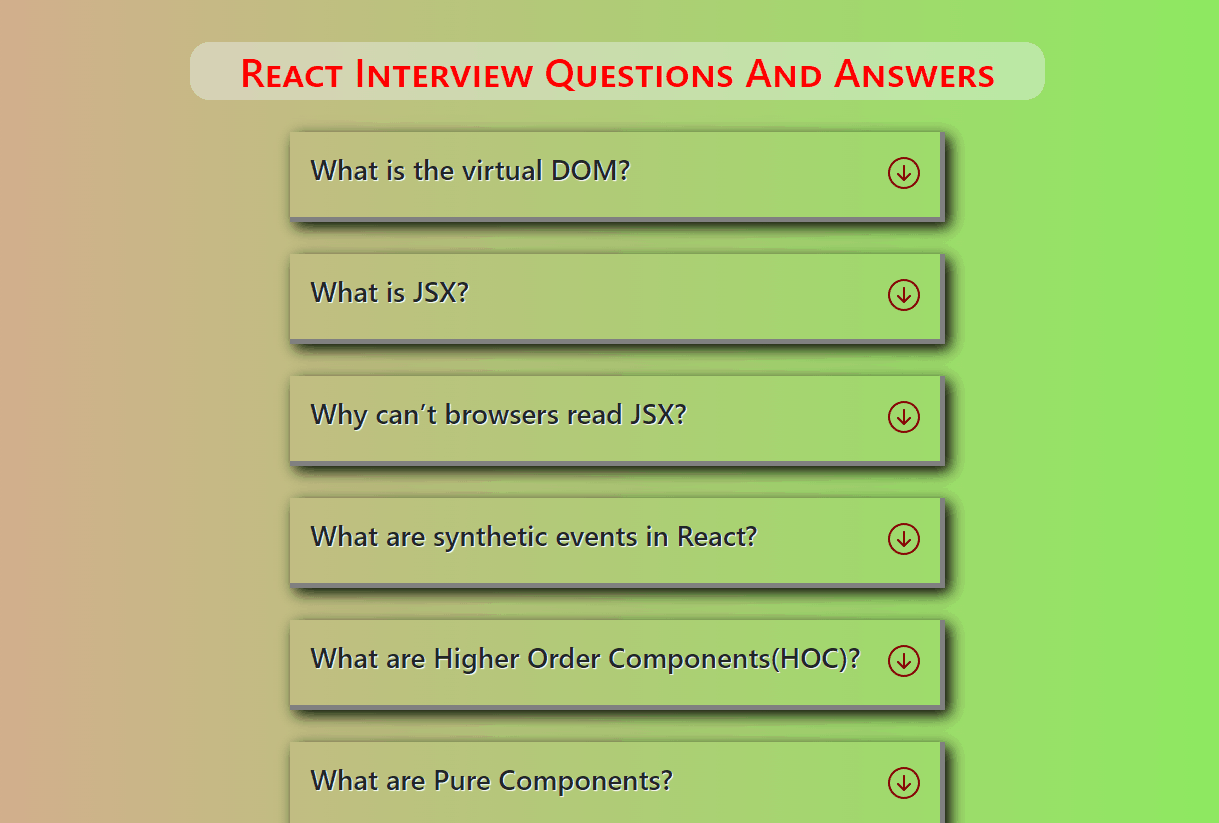 React Interview Questions And Answers
What is the virtual DOM?
What is JSX?
Why can’t browsers read JSX?
What are synthetic events in React?
What are Higher Order Components(HOC)?
What are Pure Components?